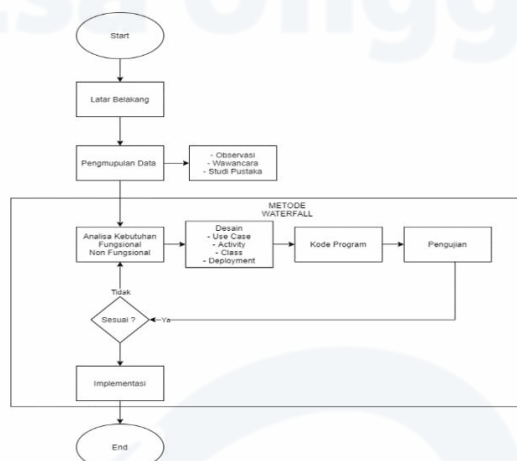 Start
Latar Belakang
Pengmupulan Data
- Observasi
- Wawancara
- Studi Pustaka
METODE
WATERFALL
Analisa Kebutuhan
Fungsional
Non Fungsional
Desain
- Use Case
- Activity
- Class
- Deployment
Kode Program
Pengujian
Tidak
Sesuai ?
Ya
Implementasi
End